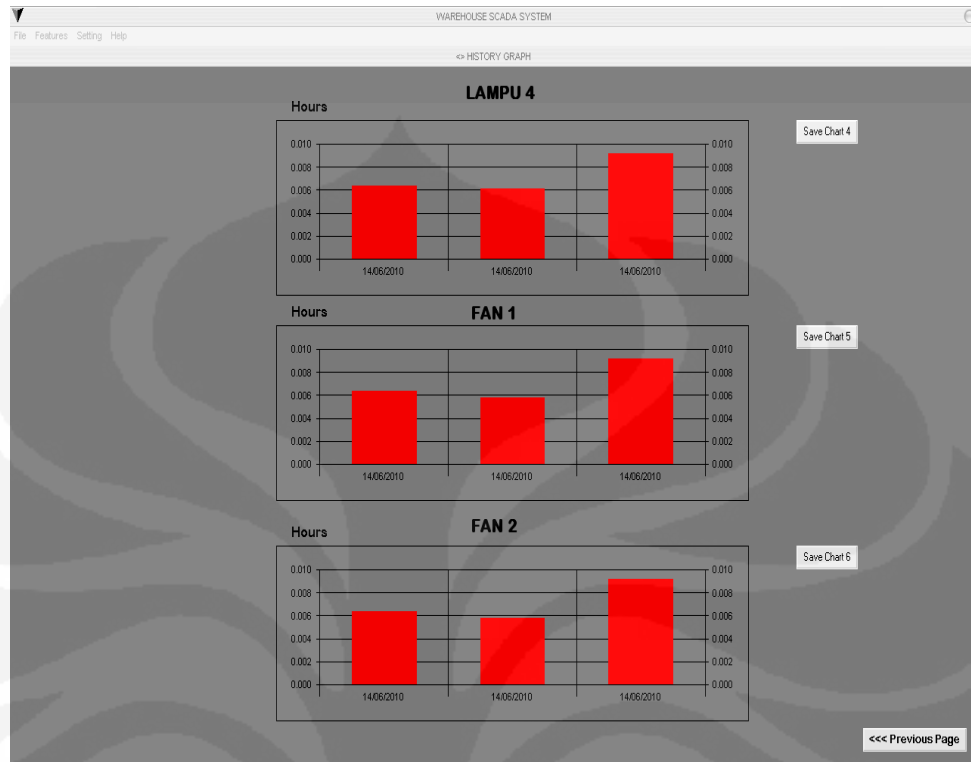 WAREHOUSE SCADA SYSTEM
File Features Setting Help
<> HISTORY GRAPH
LAMPU 4
Hours
Save Chart 4
0.010 0.010
0.008 0.008
0.006 0.006
0.004 0.004
0.002 0.002
0.000 0.000
14/06/2010 14/06/2010 14/06/2010
Hours FAN 1
Save Chart 5
0.010 0.010
0.008 0.008
0.006 0.006
0.004 0.004
0.002 0.002
0.000 0.000
14/06/2010 14/06/2010 14/06/2010
FAN 2
Hours
Save Chart 6
0.010 0.010
0.008 0.008
0.006 0.006
0.004 0.004
0.002 0.002
0.000 0.000
14/06/2010 14/06/2010 14/06/2010
<<< Previous Page